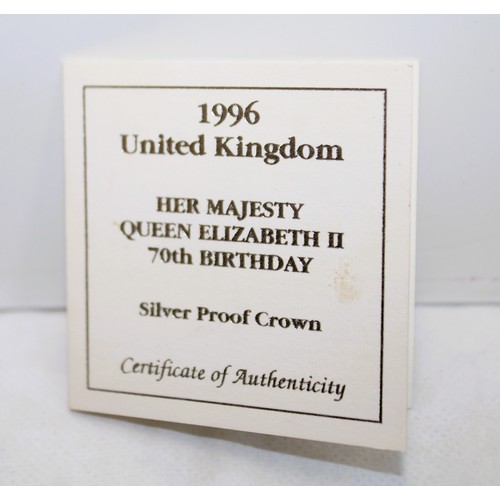 1996
United Kingdom
HER MAJESTY
QUEEN ELIZABETH II
70th BIRTHDAY
Silver Proof Crown
Certificate of Authenticity